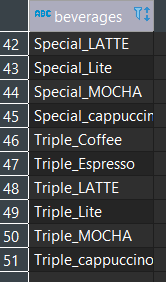 ABC beverages
42 Special_LATTE
43 Special_Lite
44 Special_MOCHA
45 Special_cappuccin
46 Triple_Coffee
47 Triple_Espresso
48 Triple_LATTE
49 Triple_Lite
50 Triple_MOCHA
51 Triple_cappuccino